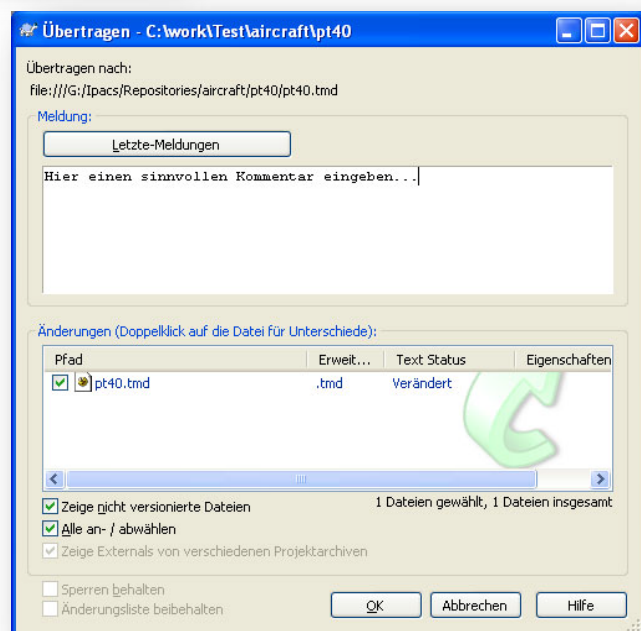 Übertragen - C:\work\Test\aircraft\pt40
Übertragen nach:
file:///G:/Ipacs/Repositories/aircraft/pt40/pt40.tmd
Meldung:
Letzte-Meldungen
Hier einen sinnvollen Kommentar eingeben...
Änderungen (Doppelklick auf die Datei für Unterschiede):
Pfad Erweit... Text Status Eigenschaften
pt40.tmd .tmd Verändert
Zeige nicht versionierte Dateien 1 Dateien gewählt, 1 Dateien insgesamt
Alle an- / abwählen
Zeige Externals von verschiedenen Projektarchiven
Sperren behalten
Änderungsliste beibehalten
OK Abbrechen Hilfe